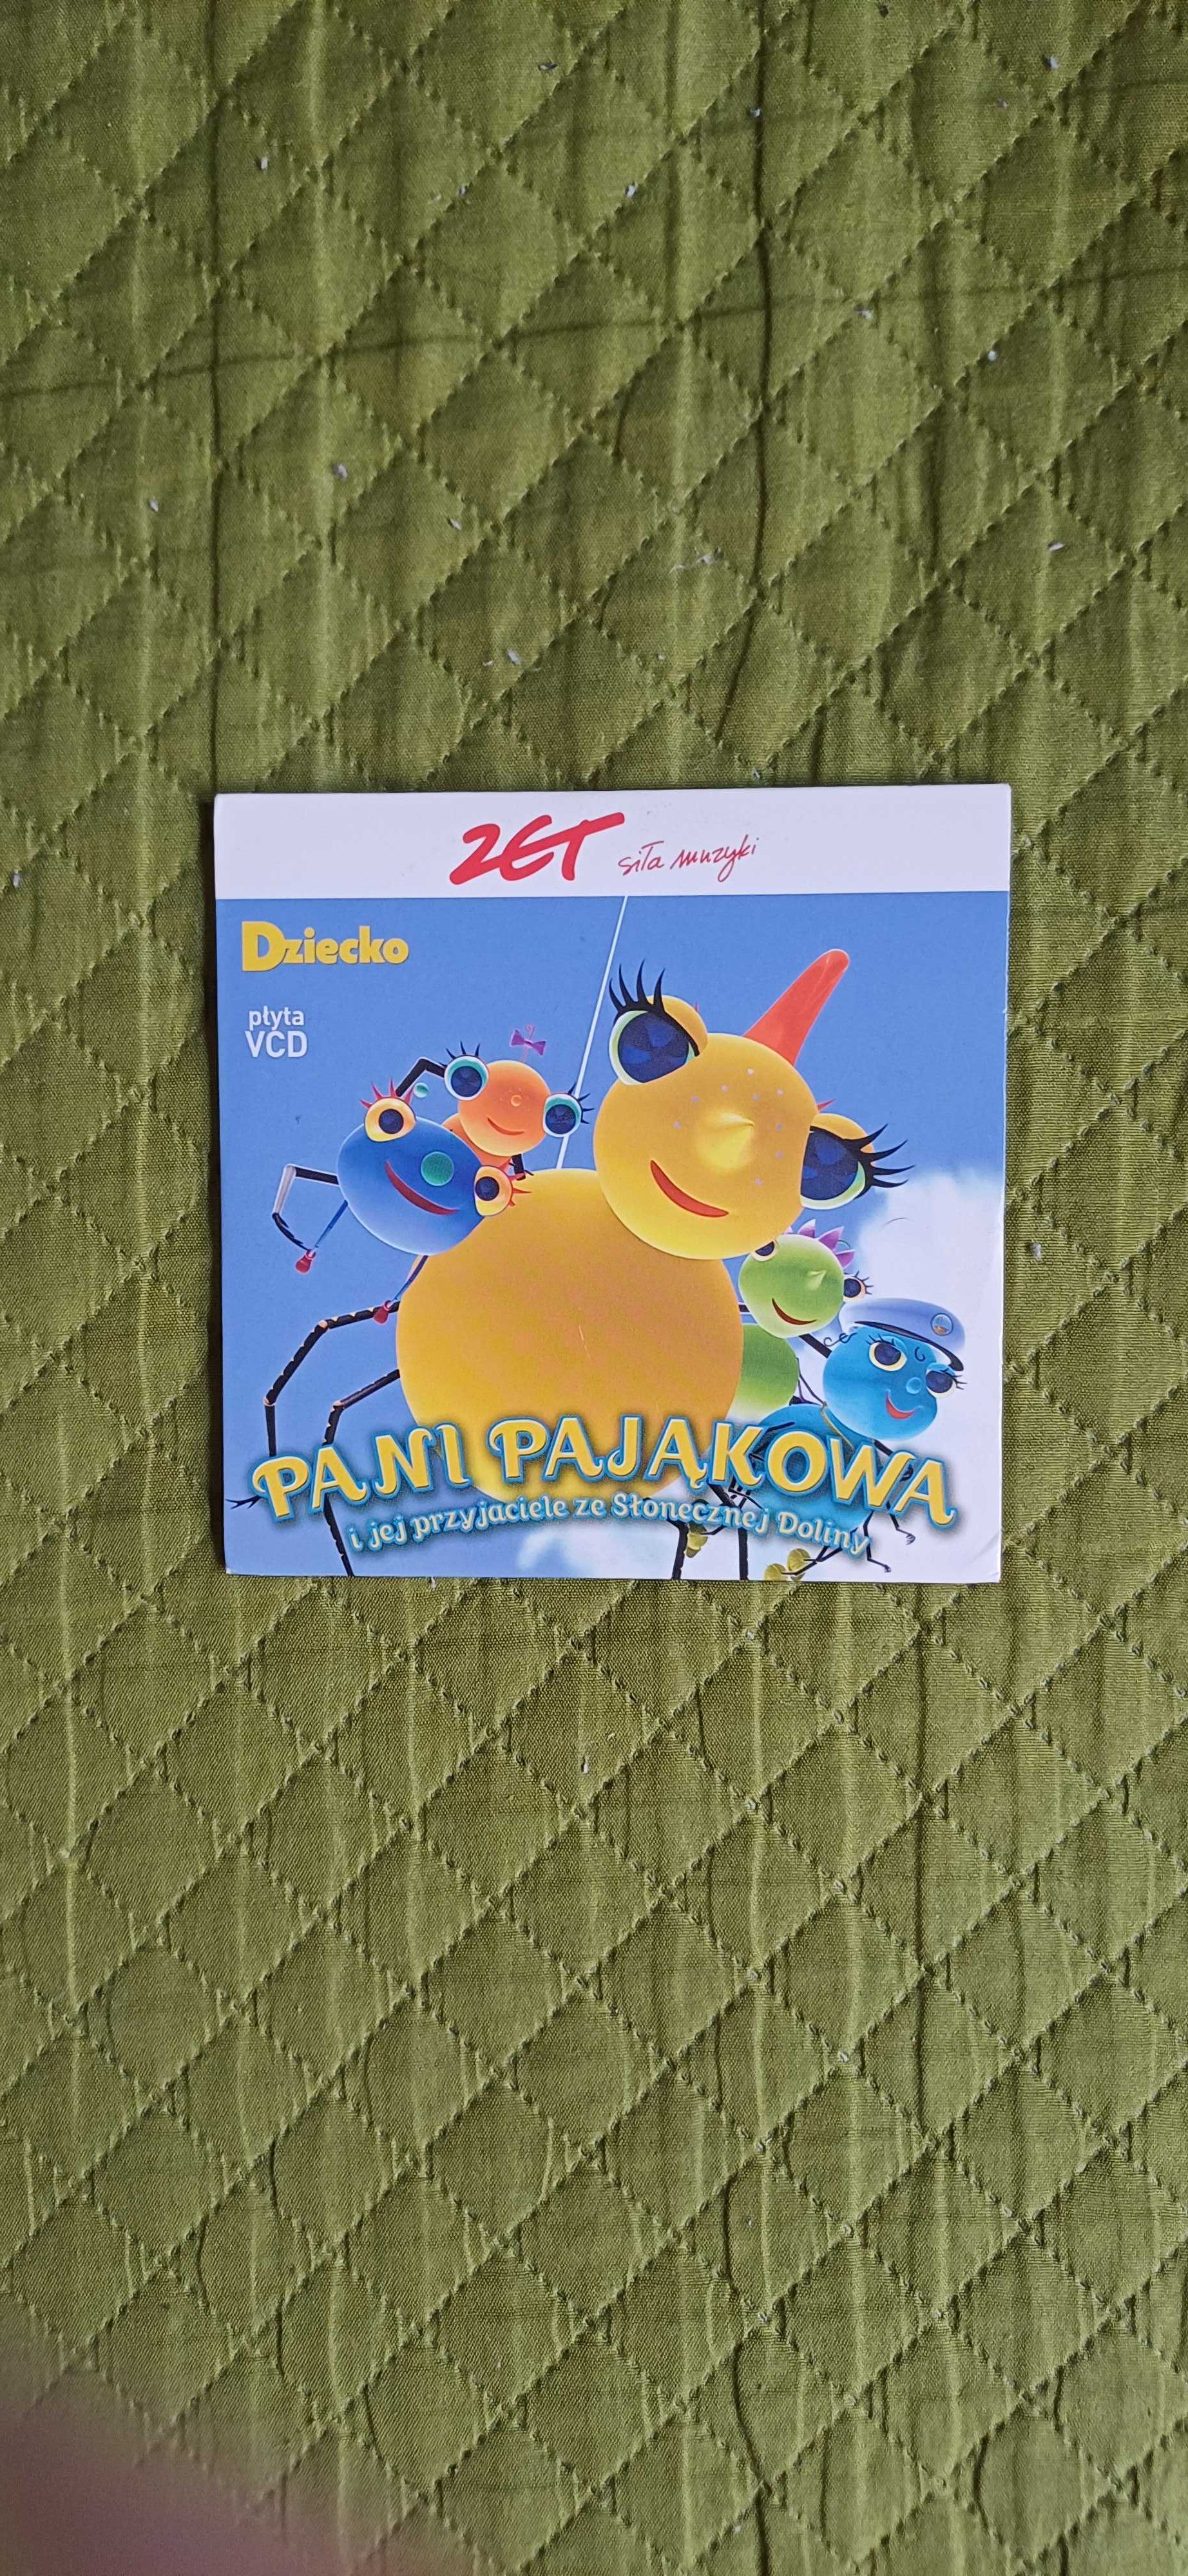 ZET siła muzyki
Dziecko
płyta
VCD
PANI PAJĄKOWA
i jej przyjaciele ze Słonecznej Doliny